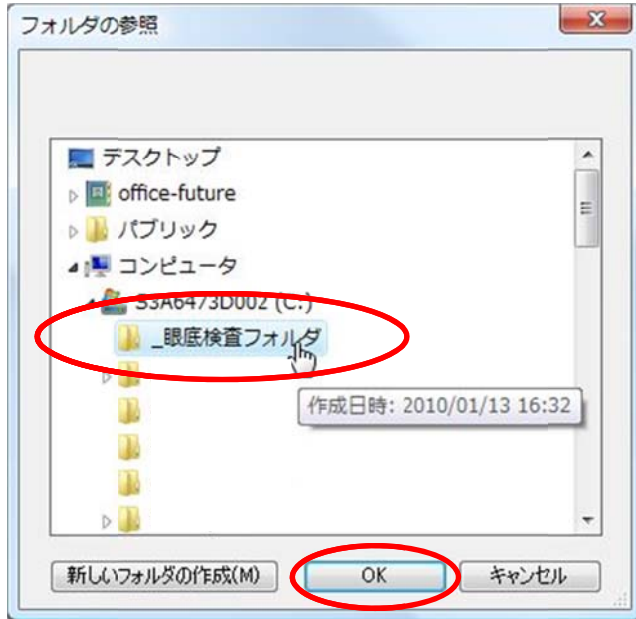 フォルダの参照
デスクトップ
office-future
パブリック
コンピュータ
S3A6473D002 (C:)
_眼底検査フォルダ
作成日時: 2010/01/13 16:32
新しいフォルダの作成(M)
OK
キャンセル